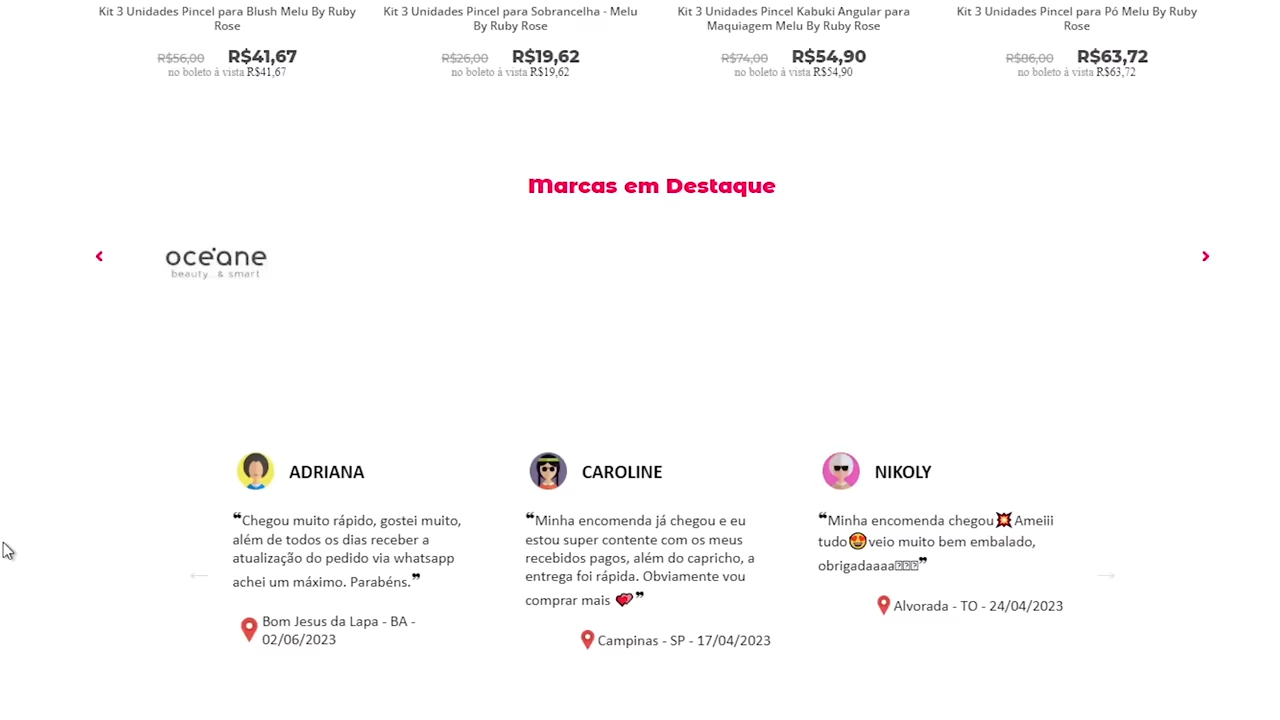 Kit 3 Unidades Pincel para Blush Melu By Ruby
Rose
R$56,00 R$41,67
no boleto à vista R$41,67
Kit 3 Unidades Pincel para Sobrancelha - Melu
By Ruby Rose
R$26,00 R$19,62
no boleto à vista R$19,62
Kit 3 Unidades Pincel Kabuki Angular para
Maquiagem Melu By Ruby Rose
R$74,00 R$54,90
no boleto à vista R$54,90
Kit 3 Unidades Pincel para Pó Melu By Ruby
Rose
R$86,00 R$63,72
no boleto à vista R$63,72
Marcas em Destaque
océane
beauty...& smart
ADRIANA
❝Chegou muito rápido, gostei muito,
além de todos os dias receber a
atualização do pedido via whatsapp
achei um máximo. Parabéns.❞
Bom Jesus da Lapa - BA -
02/06/2023
CAROLINE
❝Minha encomenda já chegou e eu
estou super contente com os meus
recebidos pagos, além do capricho, a
entrega foi rápida. Obviamente vou
comprar mais 💕❞
Campinas - SP - 17/04/2023
NIKOLY
❝Minha encomenda chegou💥Ameiii
tudo😍veio muito bem embalado,
obrigadaaaa❞
Alvorada - TO - 24/04/2023